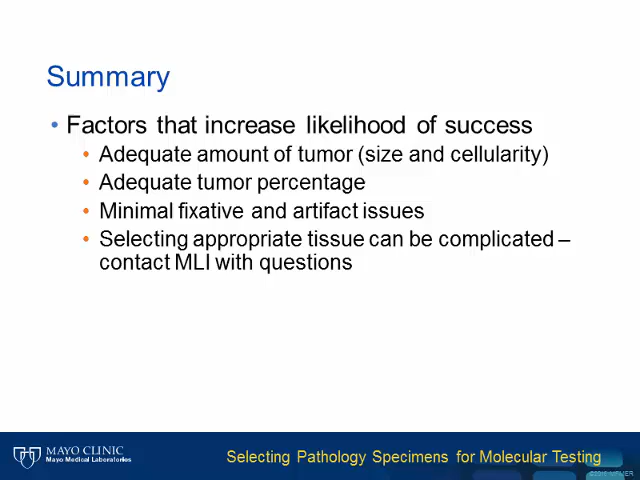 Summary
• Factors that increase likelihood of success
• Adequate amount of tumor (size and cellularity)
• Adequate tumor percentage
• Minimal fixative and artifact issues
• Selecting appropriate tissue can be complicated –
contact MLI with questions
MAYO CLINIC
Mayo Medical Laboratories
Selecting Pathology Specimens for Molecular Testing